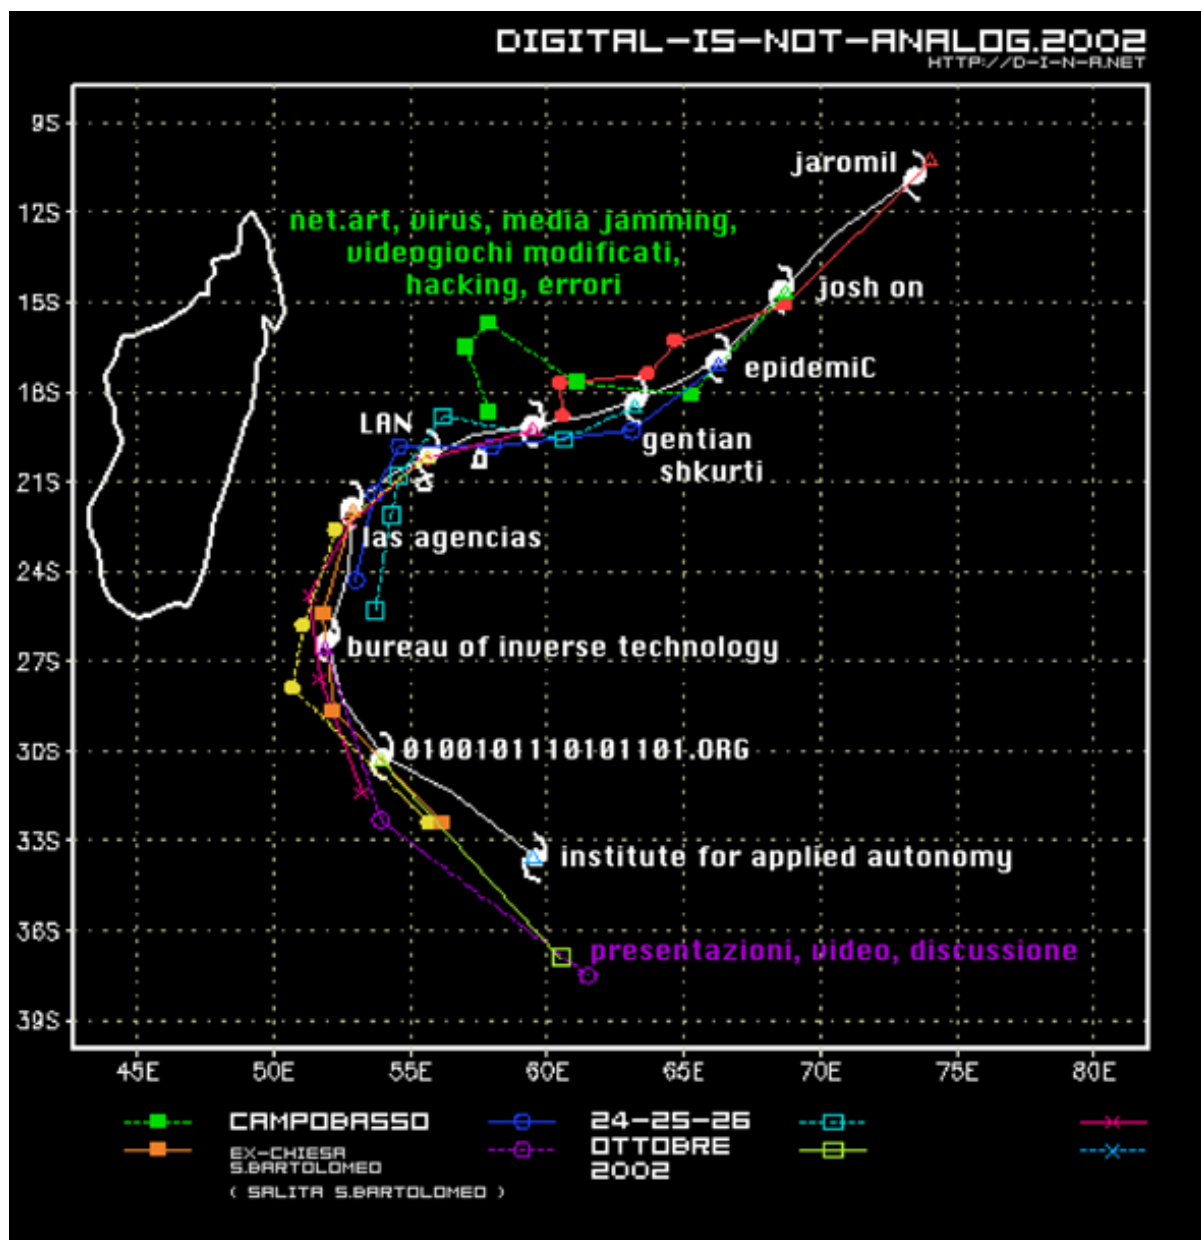 DIGITAL-IS-NOT-ANALOG.2002
HTTP://D-I-N-A.NET
9S
jaromil
12S
net.art, virus, media jamming,
videogiochi modificati,
hacking, errori
josh on
15S
epidemiC
18S
LAN
gentian
shkurti
21S
las agencias
24S
bureau of inverse technology
27S
0100101110101101.ORG
30S
33S
institute for applied autonomy
36S
presentazioni, video, discussione
39S
45E 50E 55E 60E 65E 70E 75E 80E
CAMPOBASSO
EX-CHIESA
S.BARTOLOMEO
( SALITA S.BARTOLOMEO )
24-25-26
OTTOBRE
2002